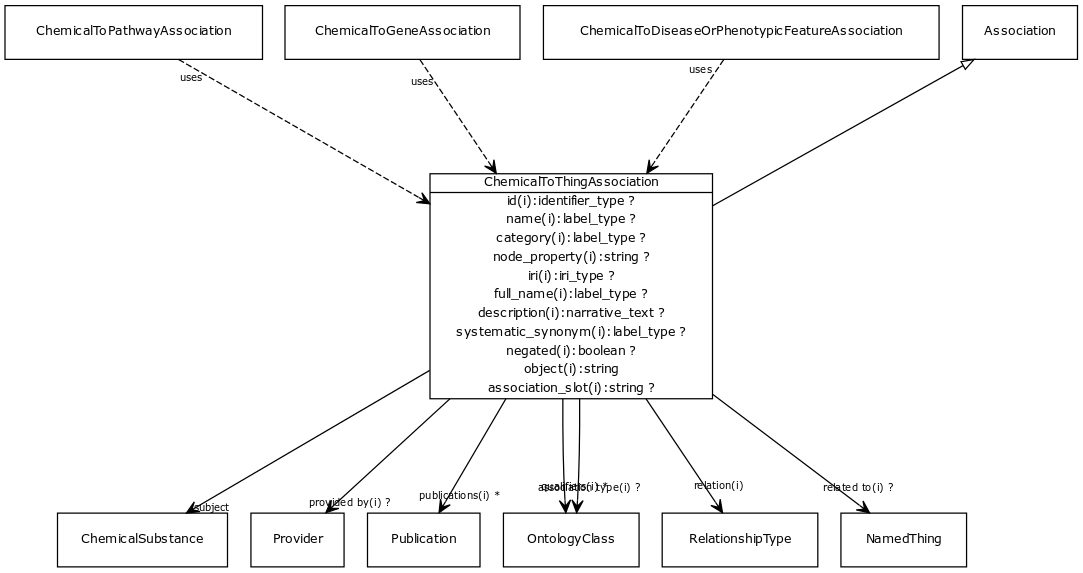 ChemicalToPathwayAssociation
ChemicalToGeneAssociation
ChemicalToDiseaseOrPhenotypicFeatureAssociation
Association
uses
uses
uses
ChemicalToThingAssociation
id(i):identifier_type ?
name(i):label_type ?
category(i):label_type ?
node_property(i):string ?
iri(i):iri_type ?
full_name(i):label_type ?
description(i):narrative_text ?
systematic_synonym(i):label_type ?
negated(i):boolean ?
object(i):string
association_slot(i):string ?
subject
provided by(i) ?
publications(i) *
qualifiers(i) *
association type(i) ?
relation(i)
related to(i) ?
ChemicalSubstance
Provider
Publication
OntologyClass
RelationshipType
NamedThing